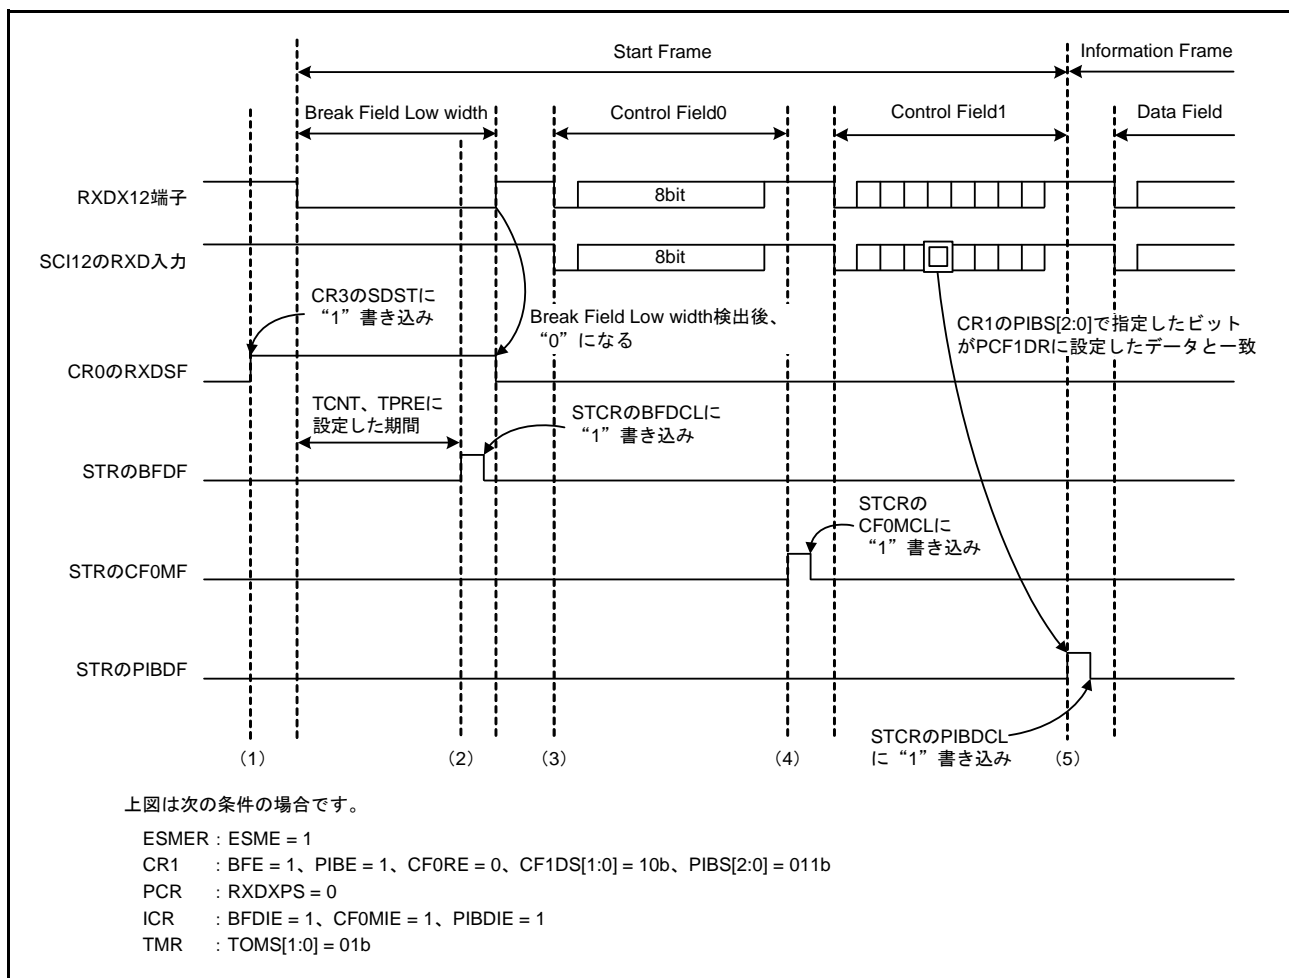 Start Frame
Information Frame
Break Field Low width
Control Field0
Control Field1
Data Field
RXDX12端子
8bit
SCI12のRXD入力
8bit
CR3のSDSTに
“1”書き込み
Break Field Low width検出後、
“0”になる
CR1のPIBS[2:0]で指定したビット
がPCF1DRに設定したデータと一致
CR0のRXDSF
TCNT、TPREに
設定した期間
STCRのBFDCLに
“1”書き込み
STRのBFDF
STCRの
CF0MCLに
“1”書き込み
STRのCF0MF
STRのPIBDF
STCRのPIBDCL
に“1”書き込み
（1）
（2）
（3）
（4）
（5）
上図は次の条件の場合です。
ESMER : ESME = 1
CR1 : BFE = 1、PIBE = 1、CF0RE = 0、CF1DS[1:0] = 10b、PIBS[2:0] = 011b
PCR : RXDXPS = 0
ICR : BFDIE = 1、CF0MIE = 1、PIBDIE = 1
TMR : TOMS[1:0] = 01b